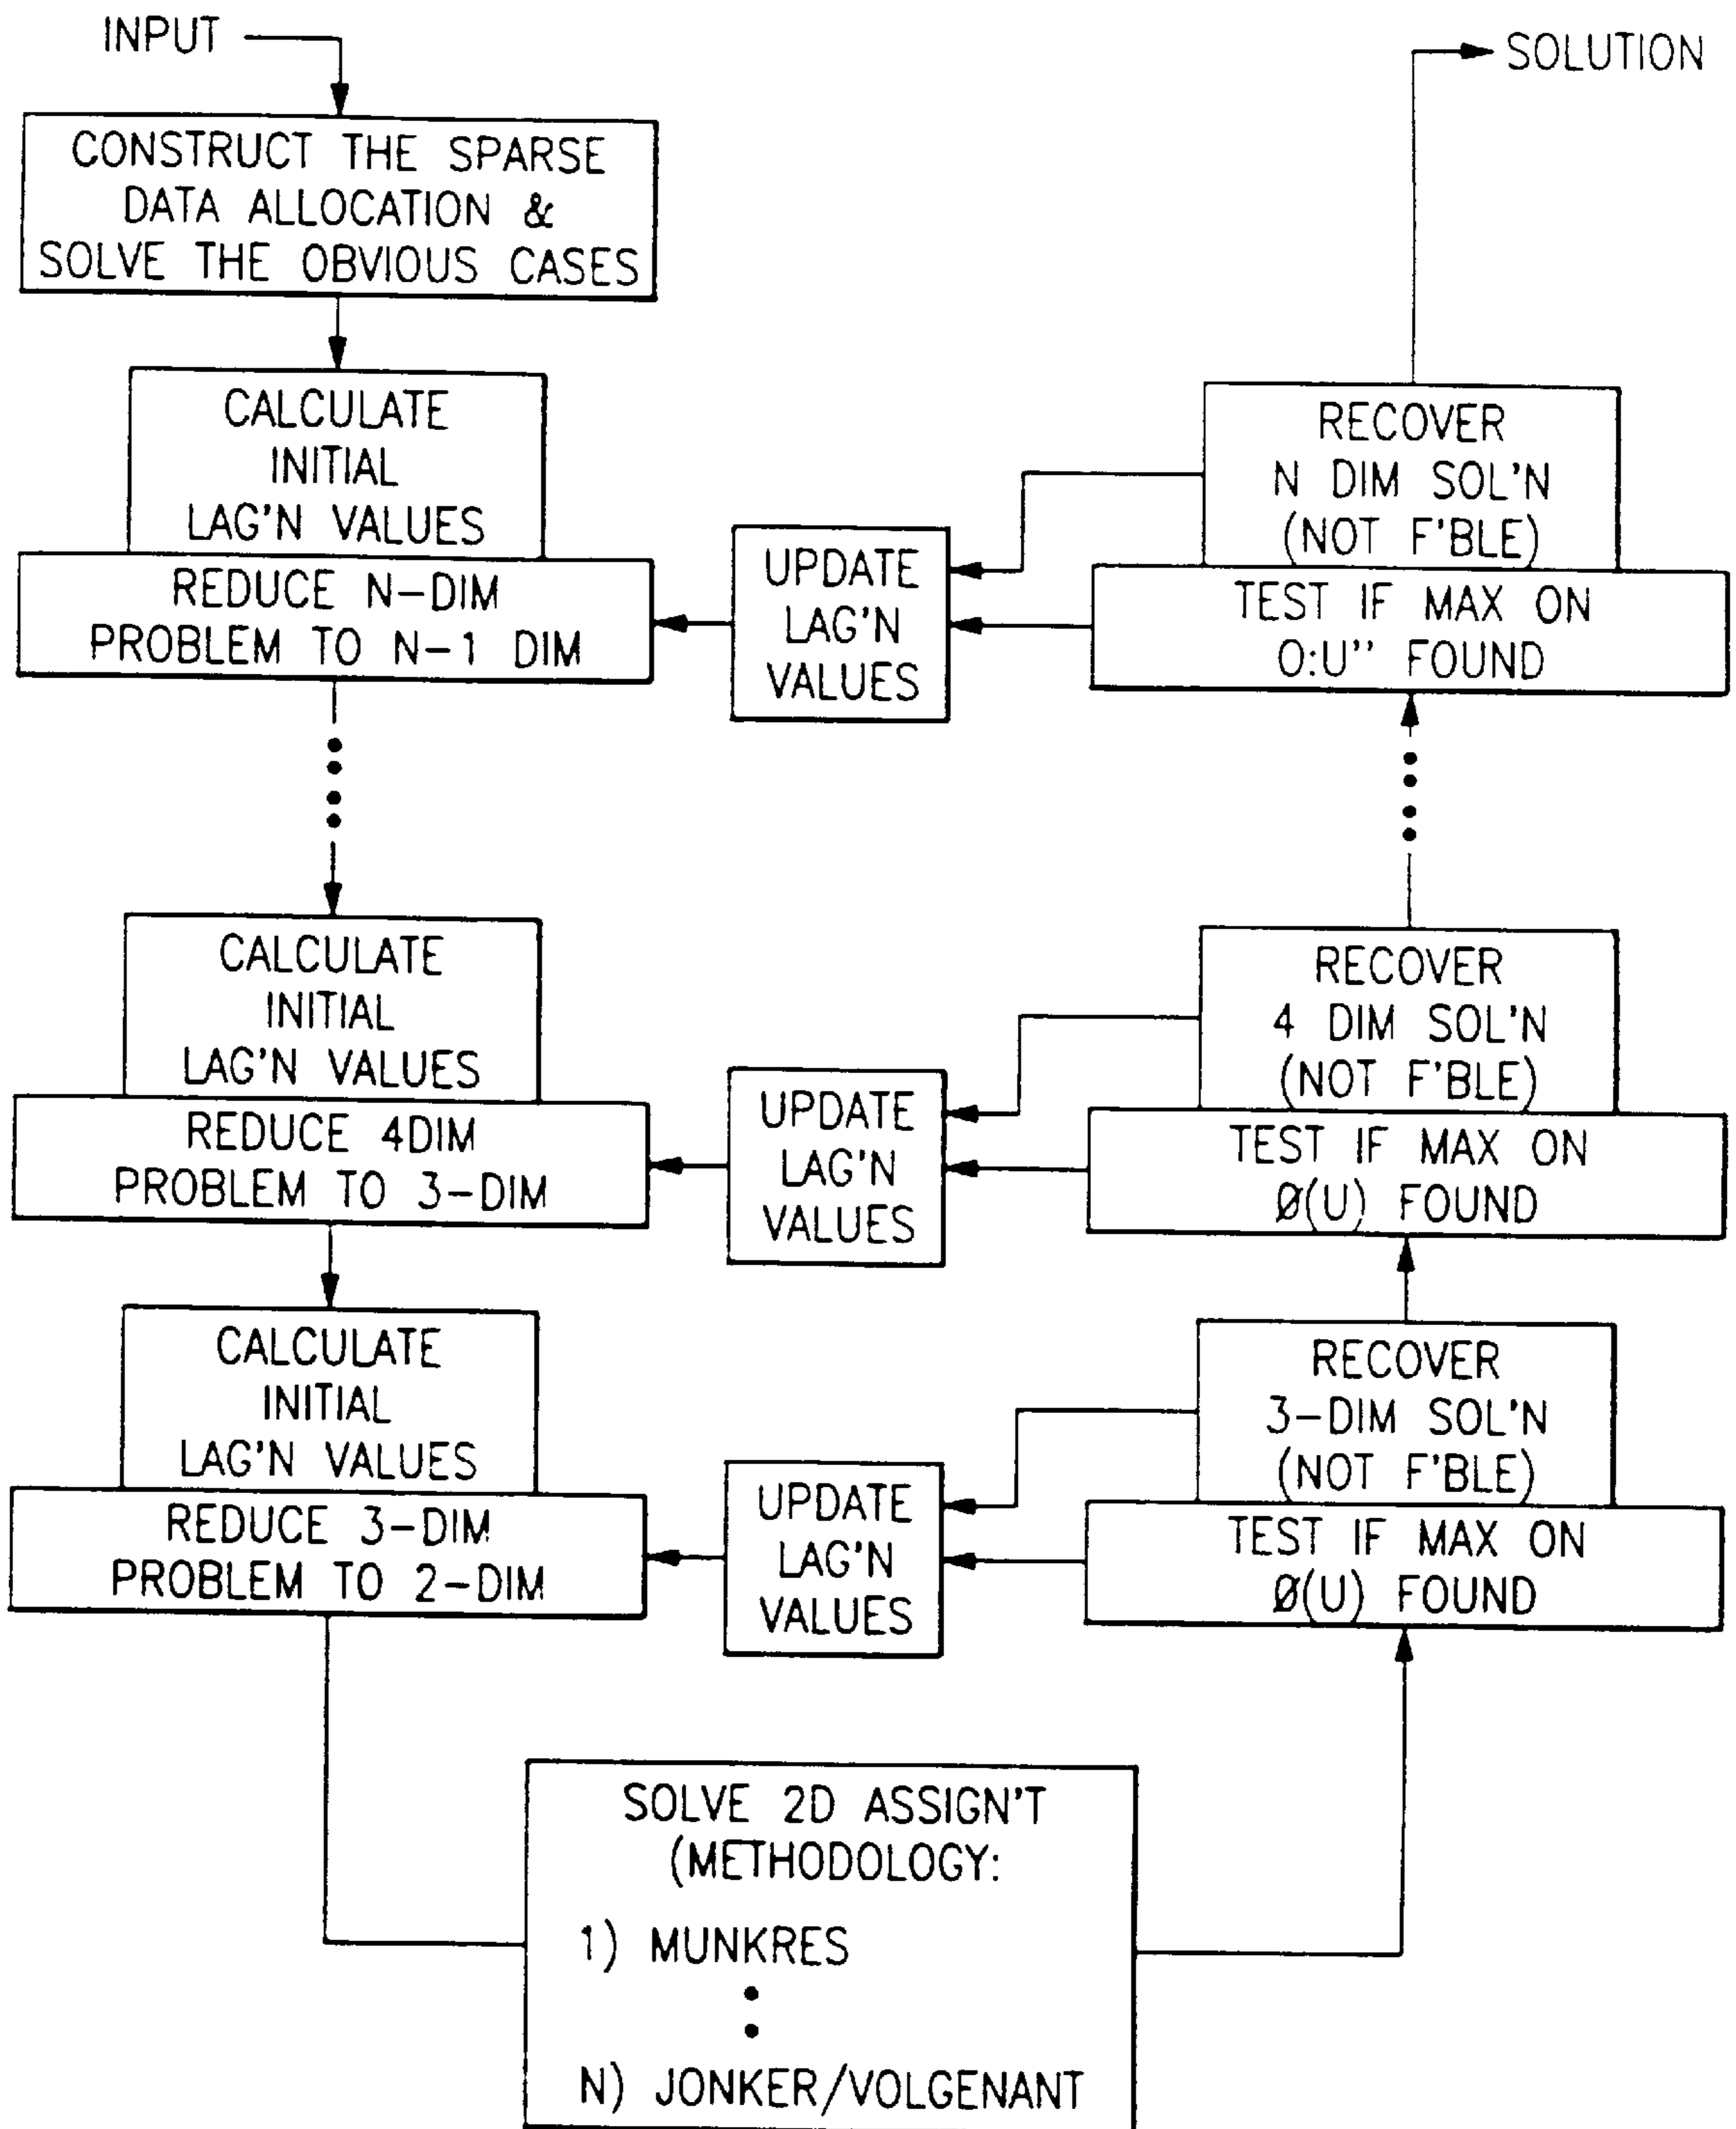 INPUT
SOLUTION
CONSTRUCT THE SPARSE
DATA ALLOCATION &
SOLVE THE OBVIOUS CASES
CALCULATE
INITIAL
LAG'N VALUES
REDUCE N-DIM
PROBLEM TO N-1 DIM
UPDATE
LAG'N
VALUES
RECOVER
N DIM SOL'N
(NOT F'BLE)
TEST IF MAX ON
O:U'' FOUND
CALCULATE
INITIAL
LAG'N VALUES
REDUCE 4DIM
PROBLEM TO 3-DIM
UPDATE
LAG'N
VALUES
RECOVER
4 DIM SOL'N
(NOT F'BLE)
TEST IF MAX ON
Ø(U) FOUND
CALCULATE
INITIAL
LAG'N VALUES
REDUCE 3-DIM
PROBLEM TO 2-DIM
UPDATE
LAG'N
VALUES
RECOVER
3-DIM SOL'N
(NOT F'BLE)
TEST IF MAX ON
Ø(U) FOUND
SOLVE 2D ASSIGN'T
(METHODOLOGY:
1) MUNKRES
N) JONKER/VOLGENANT